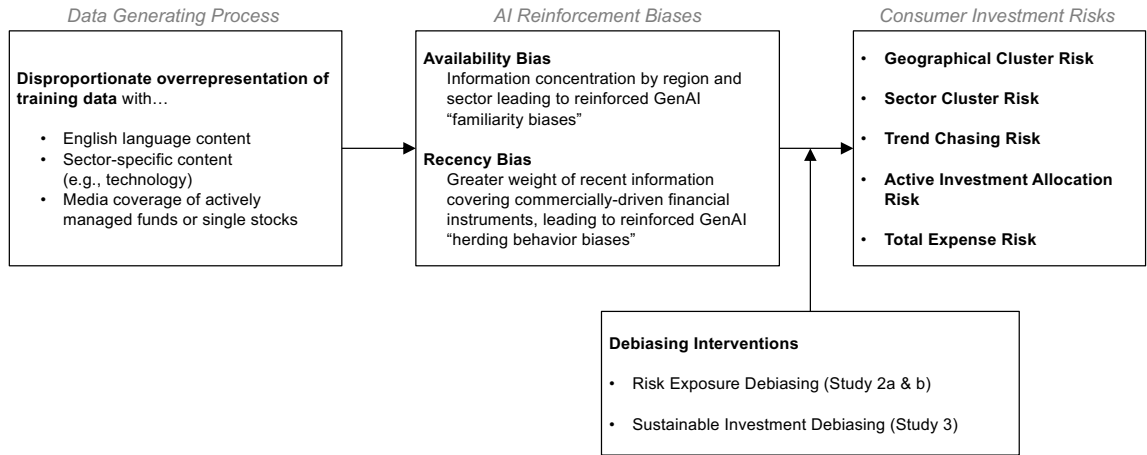 Data Generating Process
Disproportionate overrepresentation of
training data with…
• English language content
• Sector-specific content
(e.g., technology)
• Media coverage of actively
managed funds or single stocks
AI Reinforcement Biases
Availability Bias
Information concentration by region and
sector leading to reinforced GenAI
“familiarity biases”
Recency Bias
Greater weight of recent information
covering commercially-driven financial
instruments, leading to reinforced GenAI
“herding behavior biases”
Consumer Investment Risks
• Geographical Cluster Risk
• Sector Cluster Risk
• Trend Chasing Risk
• Active Investment Allocation
Risk
• Total Expense Risk
Debiasing Interventions
• Risk Exposure Debiasing (Study 2a & b)
• Sustainable Investment Debiasing (Study 3)